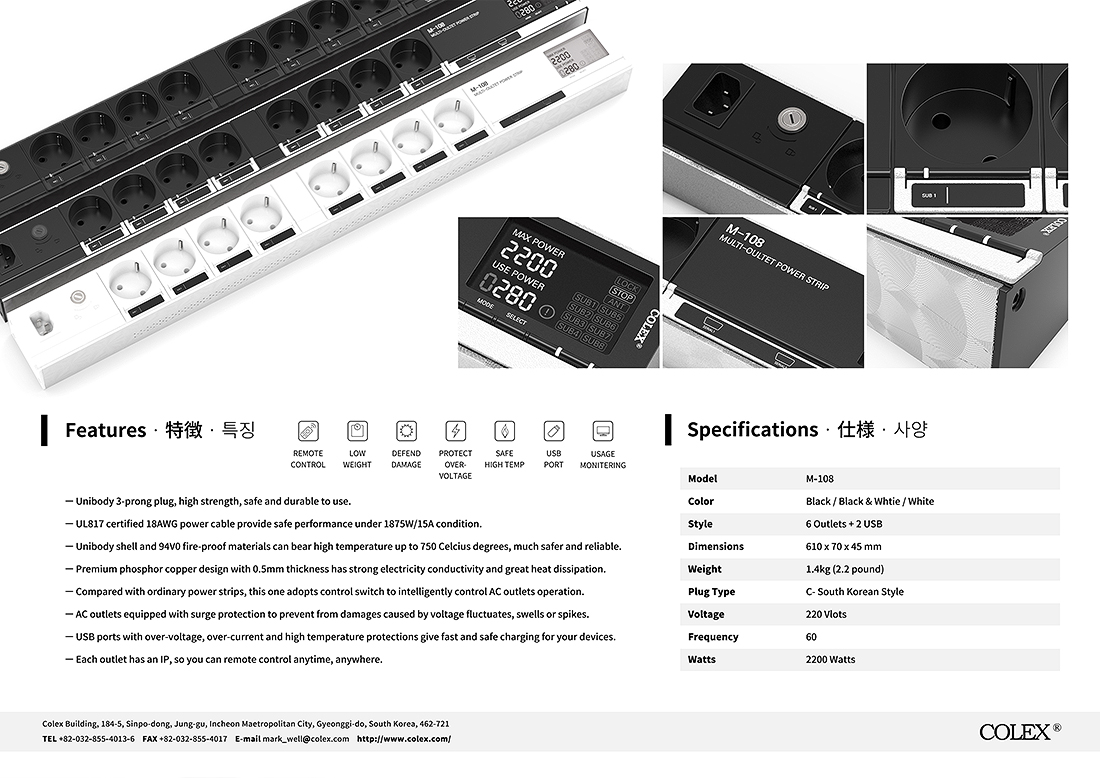 M-108
MULTI-OULTET POWER STRIP
M-108
MULTI-OULTET POWER STRIP
MAX POWER
2200
USE POWER
0280
SUB 1
MAX POWER
2200
USE POWER
0280
MODE
SELECT
LOCK
STOP
ANT
SUB1
SUB2
SUB3
SUB4
SUB5
SUB6
SUB7
SUB8
COLEX®
M-108
MULTI-OULTET POWER STRIP
COLEX
Features · 特徴 · 특징
REMOTE
CONTROL
LOW
WEIGHT
DEFEND
DAMAGE
PROTECT
OVER-
VOLTAGE
SAFE
HIGH TEMP
USB
PORT
USAGE
MONITERING
— Unibody 3-prong plug, high strength, safe and durable to use.
— UL817 certified 18AWG power cable provide safe performance under 1875W/15A condition.
— Unibody shell and 94V0 fire-proof materials can bear high temperature up to 750 Celcius degrees, much safer and reliable.
— Premium phosphor copper design with 0.5mm thickness has strong electricity conductivity and great heat dissipation.
— Compared with ordinary power strips, this one adopts control switch to intelligently control AC outlets operation.
— AC outlets equipped with surge protection to prevent from damages caused by voltage fluctuates, swells or spikes.
— USB ports with over-voltage, over-current and high temperature protections give fast and safe charging for your devices.
— Each outlet has an IP, so you can remote control anytime, anywhere.
Specifications · 仕様 · 사양
Model M-108
Color Black / Black & Whtie / White
Style 6 Outlets + 2 USB
Dimensions 610 x 70 x 45 mm
Weight 1.4kg (2.2 pound)
Plug Type C- South Korean Style
Voltage 220 Vlots
Frequency 60
Watts 2200 Watts
Colex Building, 184-5, Sinpo-dong, Jung-gu, Incheon Maetropolitan City, Gyeonggi-do, South Korea, 462-721
TEL +82-032-855-4013-6 FAX +82-032-855-4017 E-mail mark_well@colex.com http://www.colex.com/
COLEX®